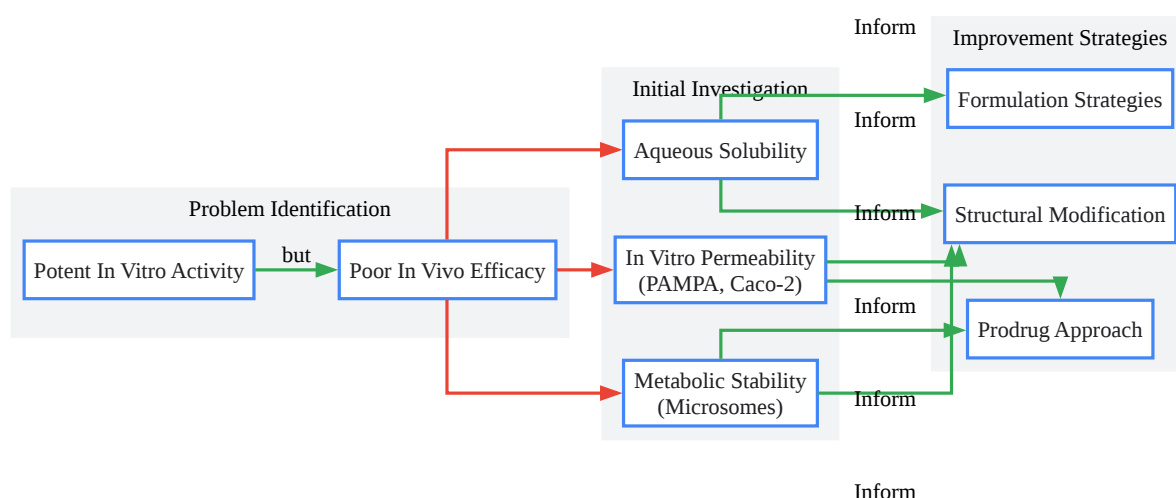 Problem Identification
Potent In Vitro Activity
but
Poor In Vivo Efficacy
Initial Investigation
Aqueous Solubility
In Vitro Permeability
(PAMPA, Caco-2)
Metabolic Stability
(Microsomes)
Inform
Inform
Inform
Inform
Inform
Inform
Improvement Strategies
Formulation Strategies
Structural Modification
Prodrug Approach